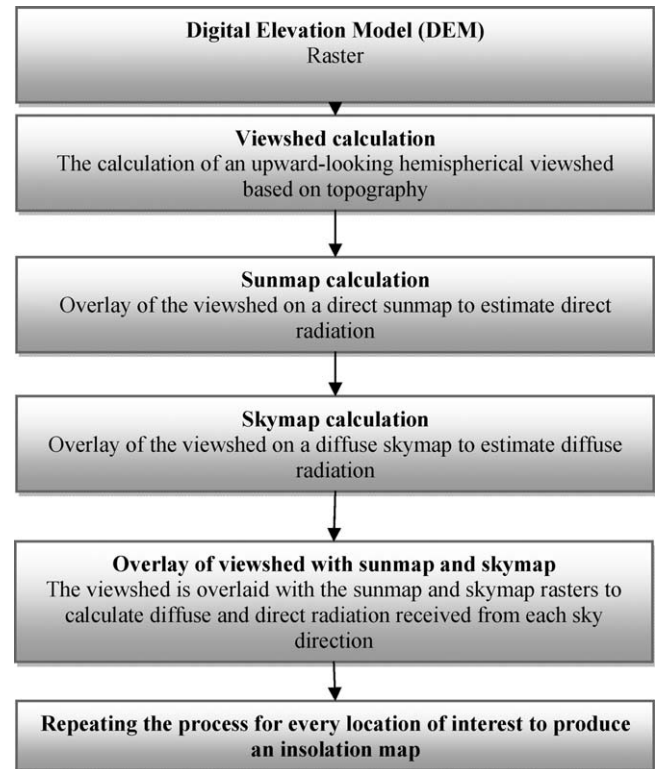 Digital Elevation Model (DEM)
Raster
Viewshed calculation
The calculation of an upward-looking hemispherical viewshed
based on topography
Sunmap calculation
Overlay of the viewshed on a direct sunmap to estimate direct
radiation
Skymap calculation
Overlay of the viewshed on a diffuse skymap to estimate diffuse
radiation
Overlay of viewshed with sunmap and skymap
The viewshed is overlaid with the sunmap and skymap rasters to
calculate diffuse and direct radiation received from each sky
direction
Repeating the process for every location of interest to produce
an insolation map